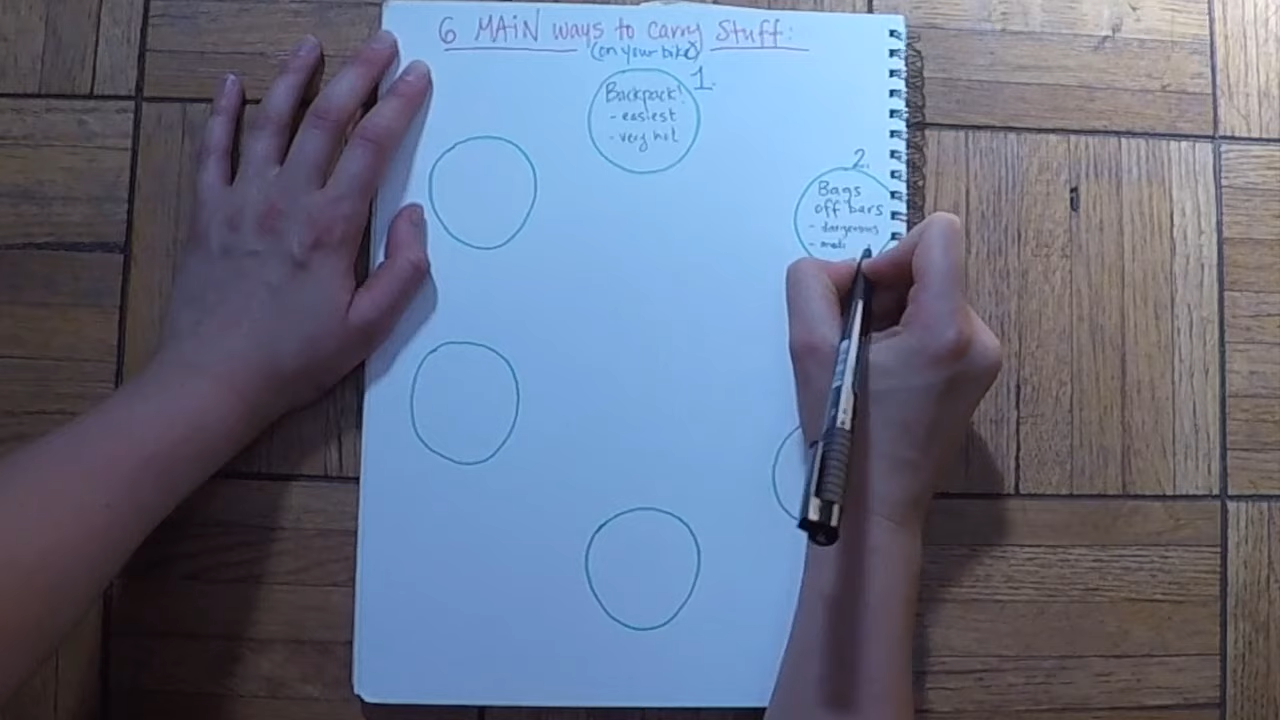 6 MAiN ways to carry Stuff:
(on your bike)
1.
Backpack!
- easiest
- very hot
2.
Bags
off bars
- dangerous
-